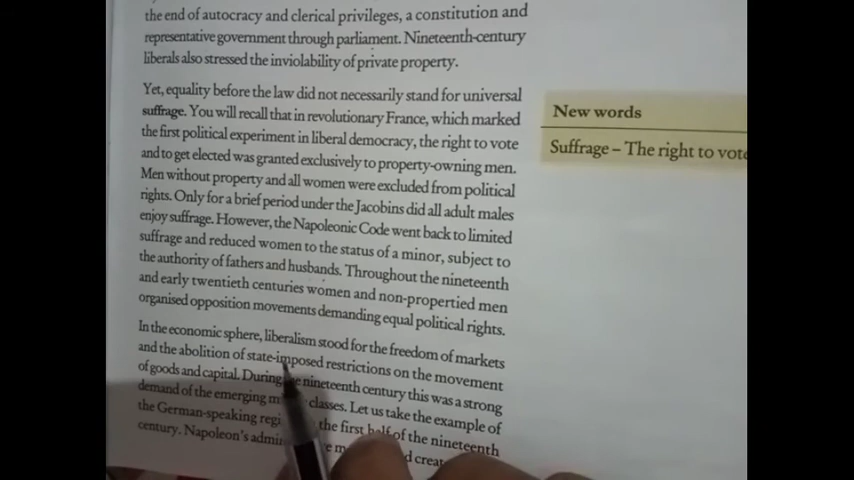 the end of autocracy and clerical privileges, a constitution and
representative government through parliament. Nineteenth-century
liberals also stressed the inviolability of private property.
Yet, equality before the law did not necessarily stand for universal
suffrage. You will recall that in revolutionary France, which marked
the first political experiment in liberal democracy, the right to vote
and to get elected was granted exclusively to property-owning men.
Men without property and all women were excluded from political
rights. Only for a brief period under the Jacobins did all adult males
enjoy suffrage. However, the Napoleonic Code went back to limited
suffrage and reduced women to the status of a minor, subject to
the authority of fathers and husbands. Throughout the nineteenth
and early twentieth centuries women and non-propertied men
organised opposition movements demanding equal political rights.
In the economic sphere, liberalism stood for the freedom of markets
and the abolition of state-imposed restrictions on the movement
of goods and capital. During the nineteenth century this was a strong
demand of the emerging classes. Let us take the example of
the German-speaking the first half of the nineteenth
century. Napoleon's
New words
Suffrage – The right to vote